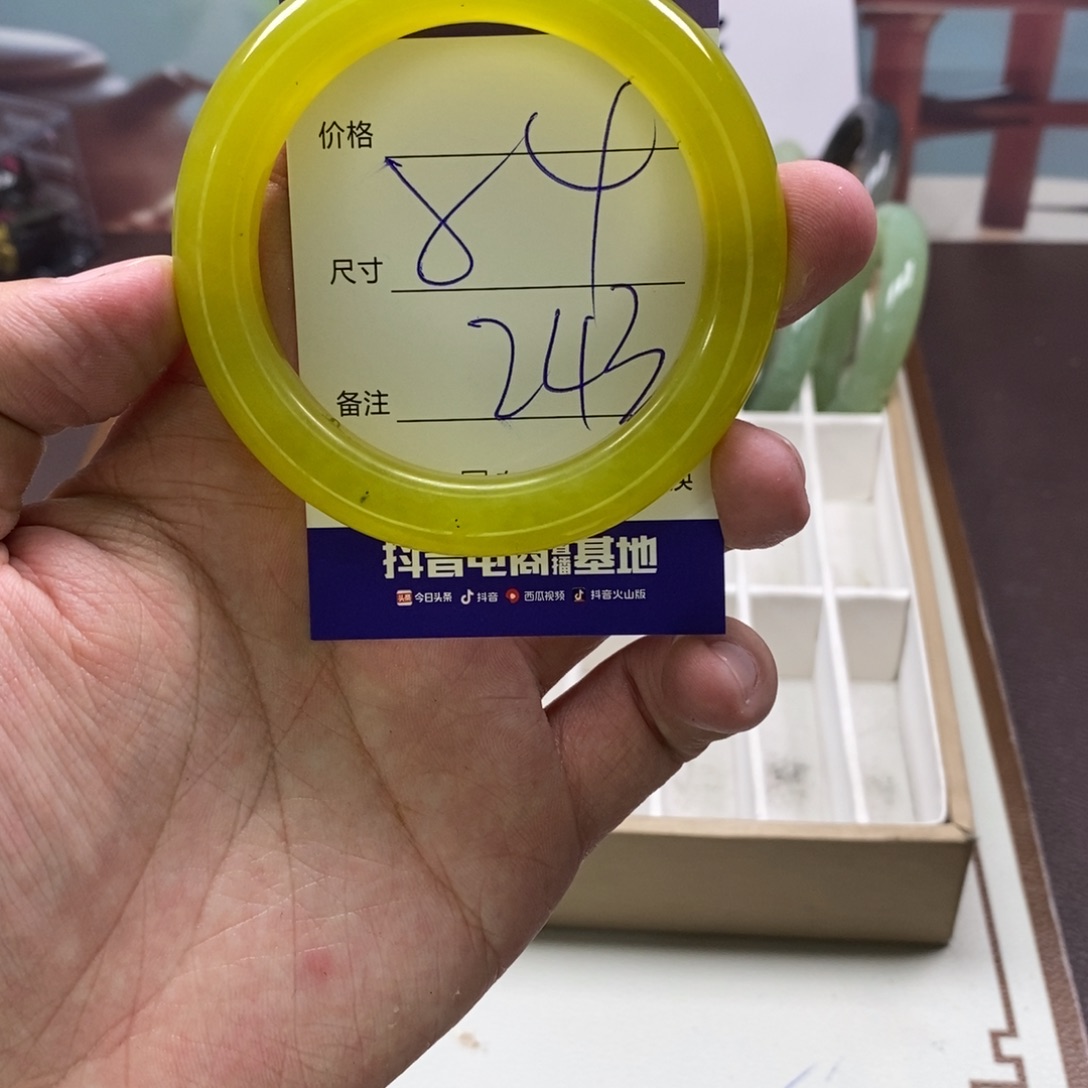 价格 84
尺寸
243
备注
抖音电商直播基地
今日头条 抖音 西瓜视频 抖音火山版